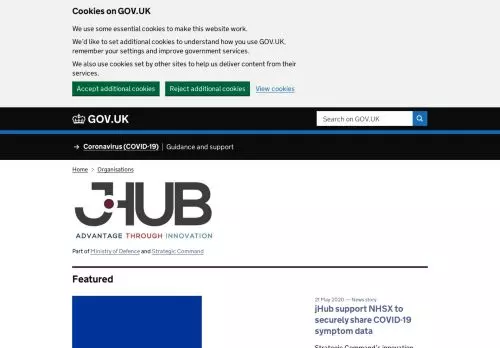 Cookies on GOV.UK
We use some essential cookies to make this website work.
We'd like to set additional cookies to understand how you use GOV.UK,
remember your settings and improve government services.
We also use cookies set by other sites to help us deliver content from their
services.
Accept additional cookies Reject additional cookies View cookies
GOV.UK Search on GOV.UK
→ Coronavirus (COVID-19) Guidance and support
Home > Organisations
JHUB
ADVANTAGE THROUGH INNOVATION
Part of Ministry of Defence and Strategic Command
Featured
21 May 2020 — News story
jHub support NHSX to
securely share COVID-19
symptom data
Strategic Command's innovation